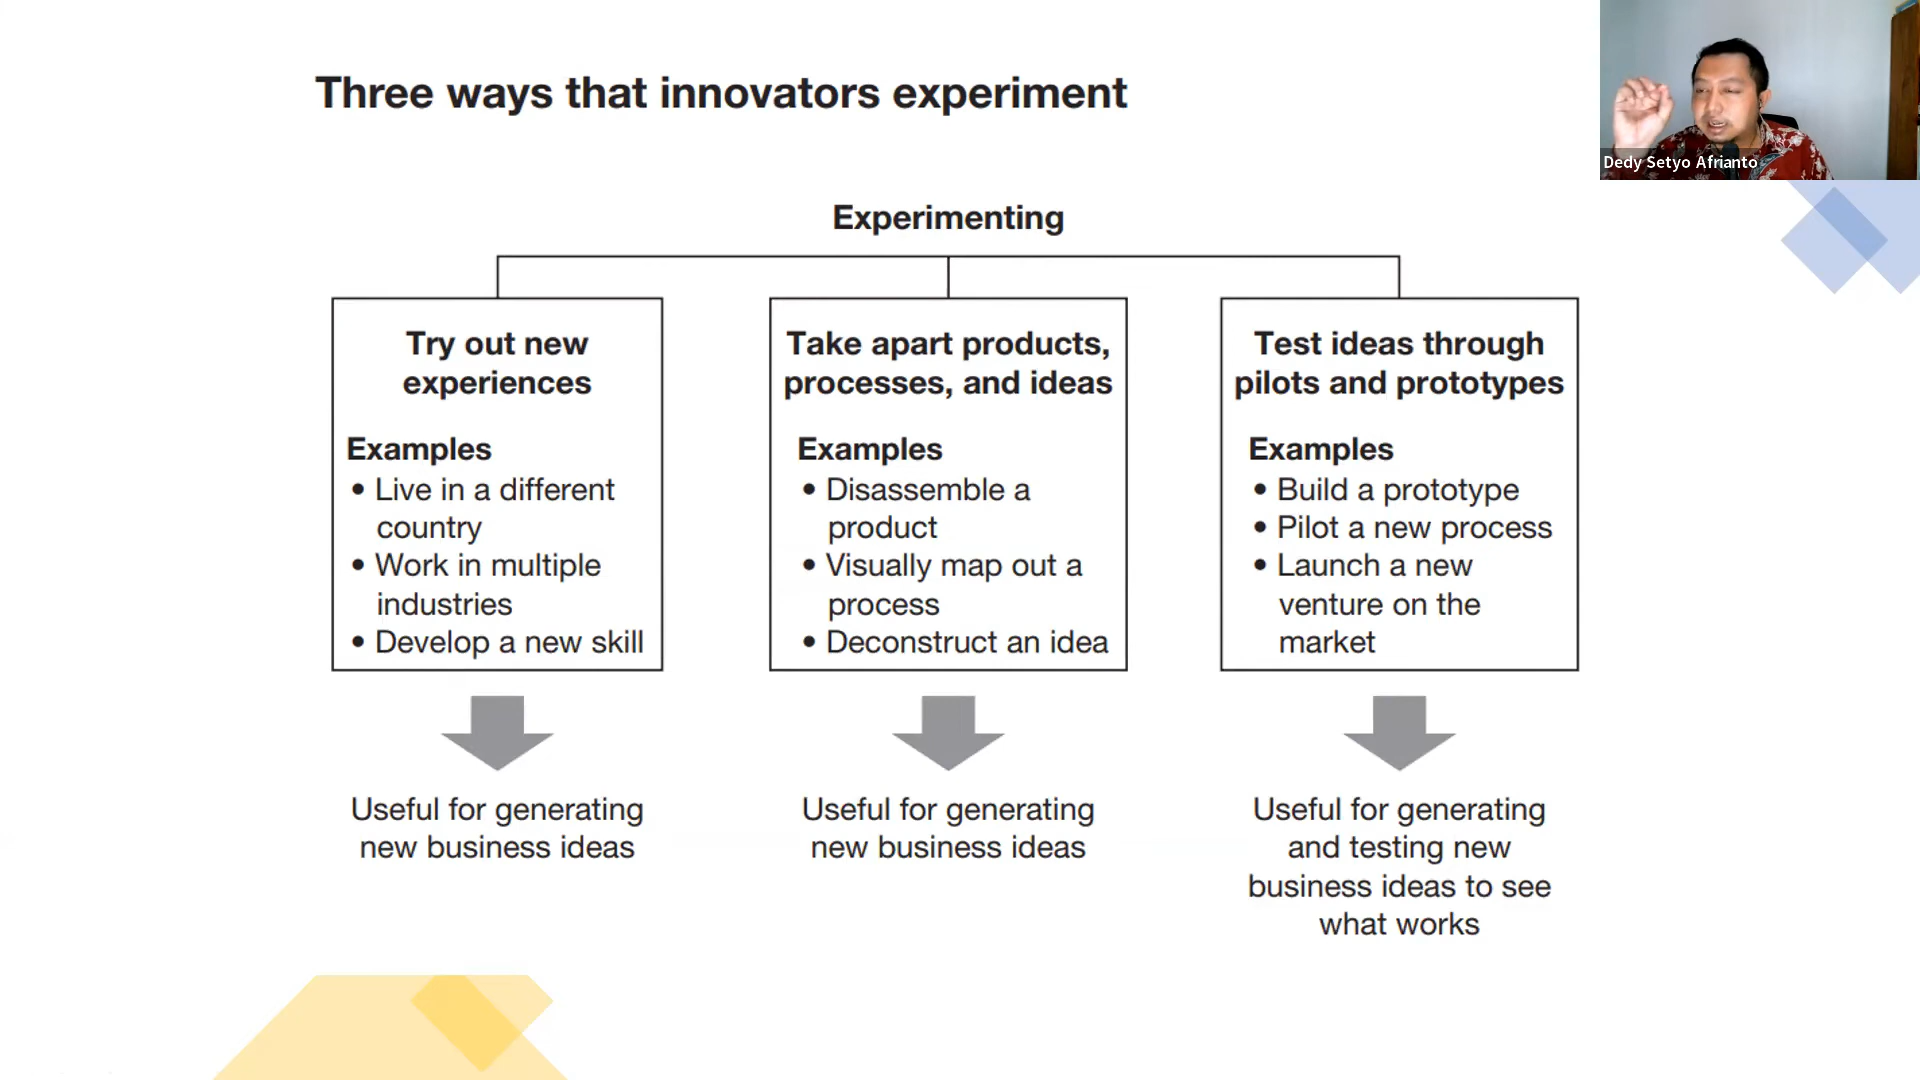 Three ways that innovators experiment
Dedy Setyo Afrianto
Experimenting
Try out new
experiences
Examples
• Live in a different
country
• Work in multiple
industries
• Develop a new skill
Useful for generating
new business ideas
Take apart products,
processes, and ideas
Examples
• Disassemble a
product
• Visually map out a
process
• Deconstruct an idea
Useful for generating
new business ideas
Test ideas through
pilots and prototypes
Examples
• Build a prototype
• Pilot a new process
• Launch a new
venture on the
market
Useful for generating
and testing new
business ideas to see
what works